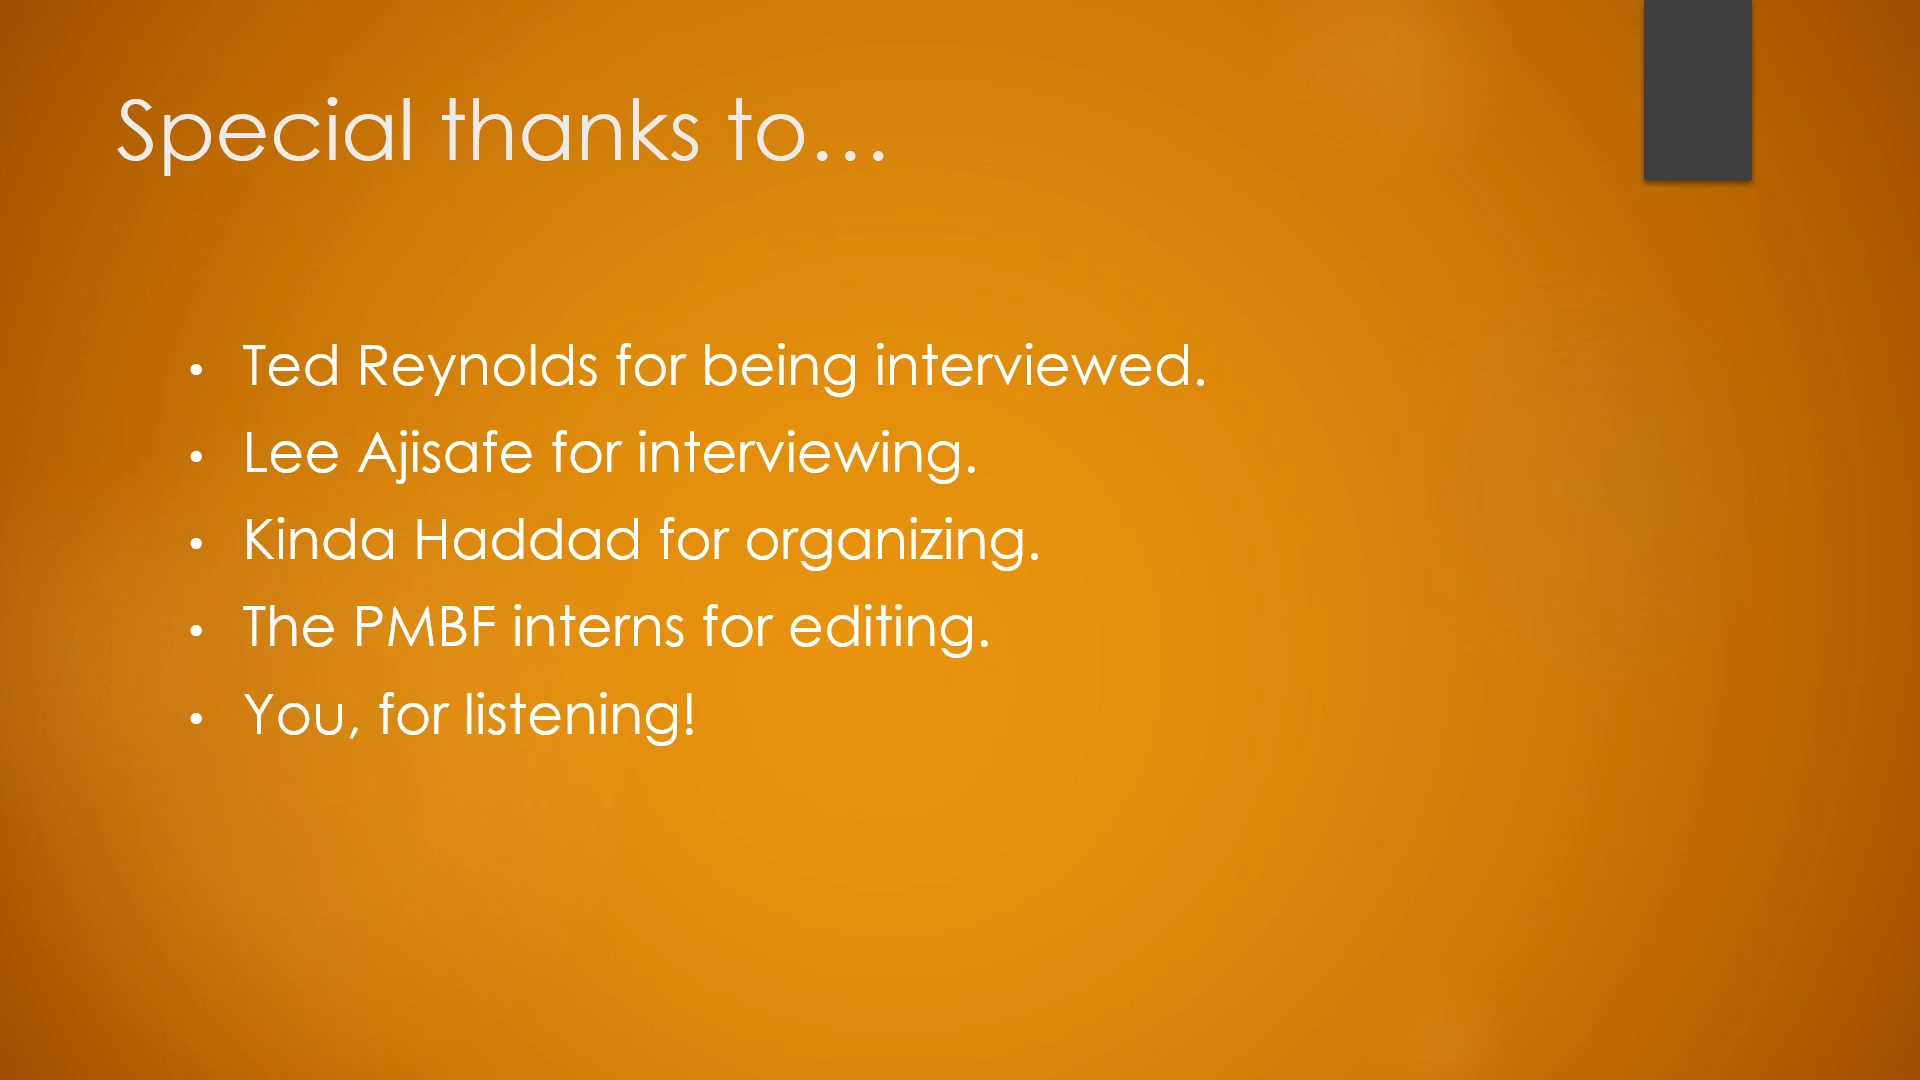 Special thanks to…
• Ted Reynolds for being interviewed.
• Lee Ajisafe for interviewing.
• Kinda Haddad for organizing.
• The PMBF interns for editing.
• You, for listening!